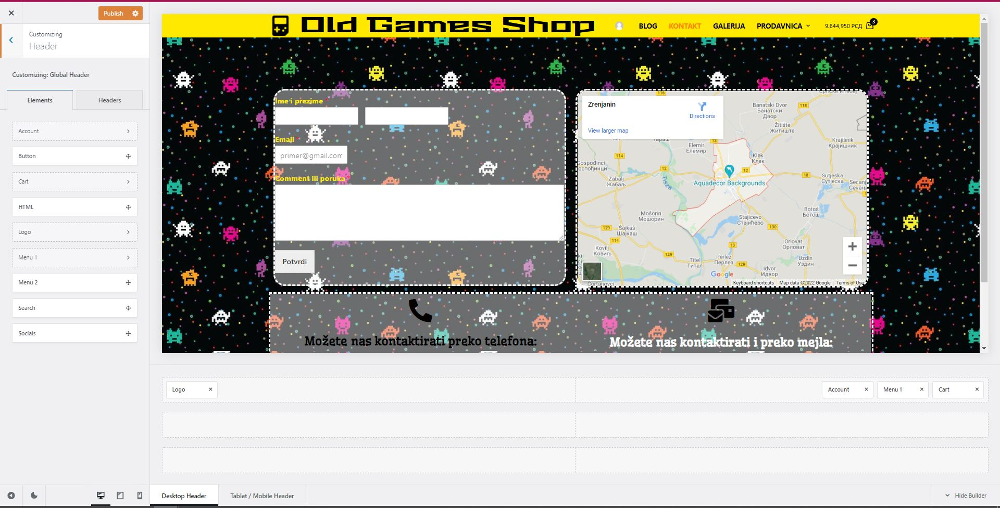 Publish
Customizing
Header
Customizing: Global Header
Elements
Headers
Account
Button
Cart
HTML
Logo
Menu 1
Menu 2
Search
Socials
Old Games Shop
BLOG
KONTAKT
GALERIJA
PRODAVNICA
9.644,950 РСД
3
Ime i prezime *
Email *
primer@gmail.com
Comment ili poruka *
Potvrdi
Zrenjanin
Directions
View larger map
116
118
Banatski Dvor
Банатски
Двор
Žitište
Житиште
13
Elemir
Елемир
Krajišnik
Крајишник
114
Klek
Клек
12
12
18
Zabalj
Жабаљ
Tisza
Aquadecor Backgrounds
Sutjeska
Сутјеска
Mošorin
Мошорин
Stajicevo
Стајићево
Botoš
Ботош
129
Šajkaš
Шајкаш
130
114
13
Orlovat
Орловат
Kovilj
Ковиљ
129
Titel
Тител
Perlez
Перлез
129
Uzdin
Уздин
Idvor
Идвор
Google
Keyboard shortcuts
Map data ©2022 Google
Terms of Use
Možete nas kontaktirati preko telefona:
Možete nas kontaktirati i preko mejla:
Logo
Account
Menu 1
Cart
Desktop Header
Tablet / Mobile Header
Hide Builder